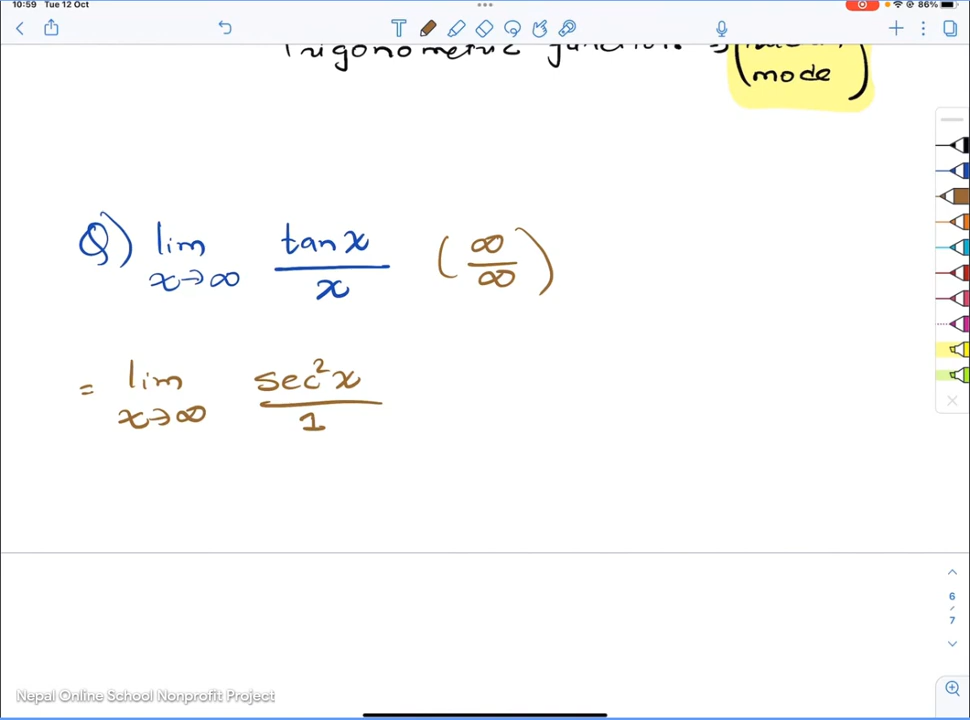 10:59 Tue 12 Oct
86%
Trigonometric
mode
Q) lim x→∞ tan x / x (∞/∞)
= lim x→∞ sec²x / 1
6
/
7
Nepal Online School Nonprofit Project